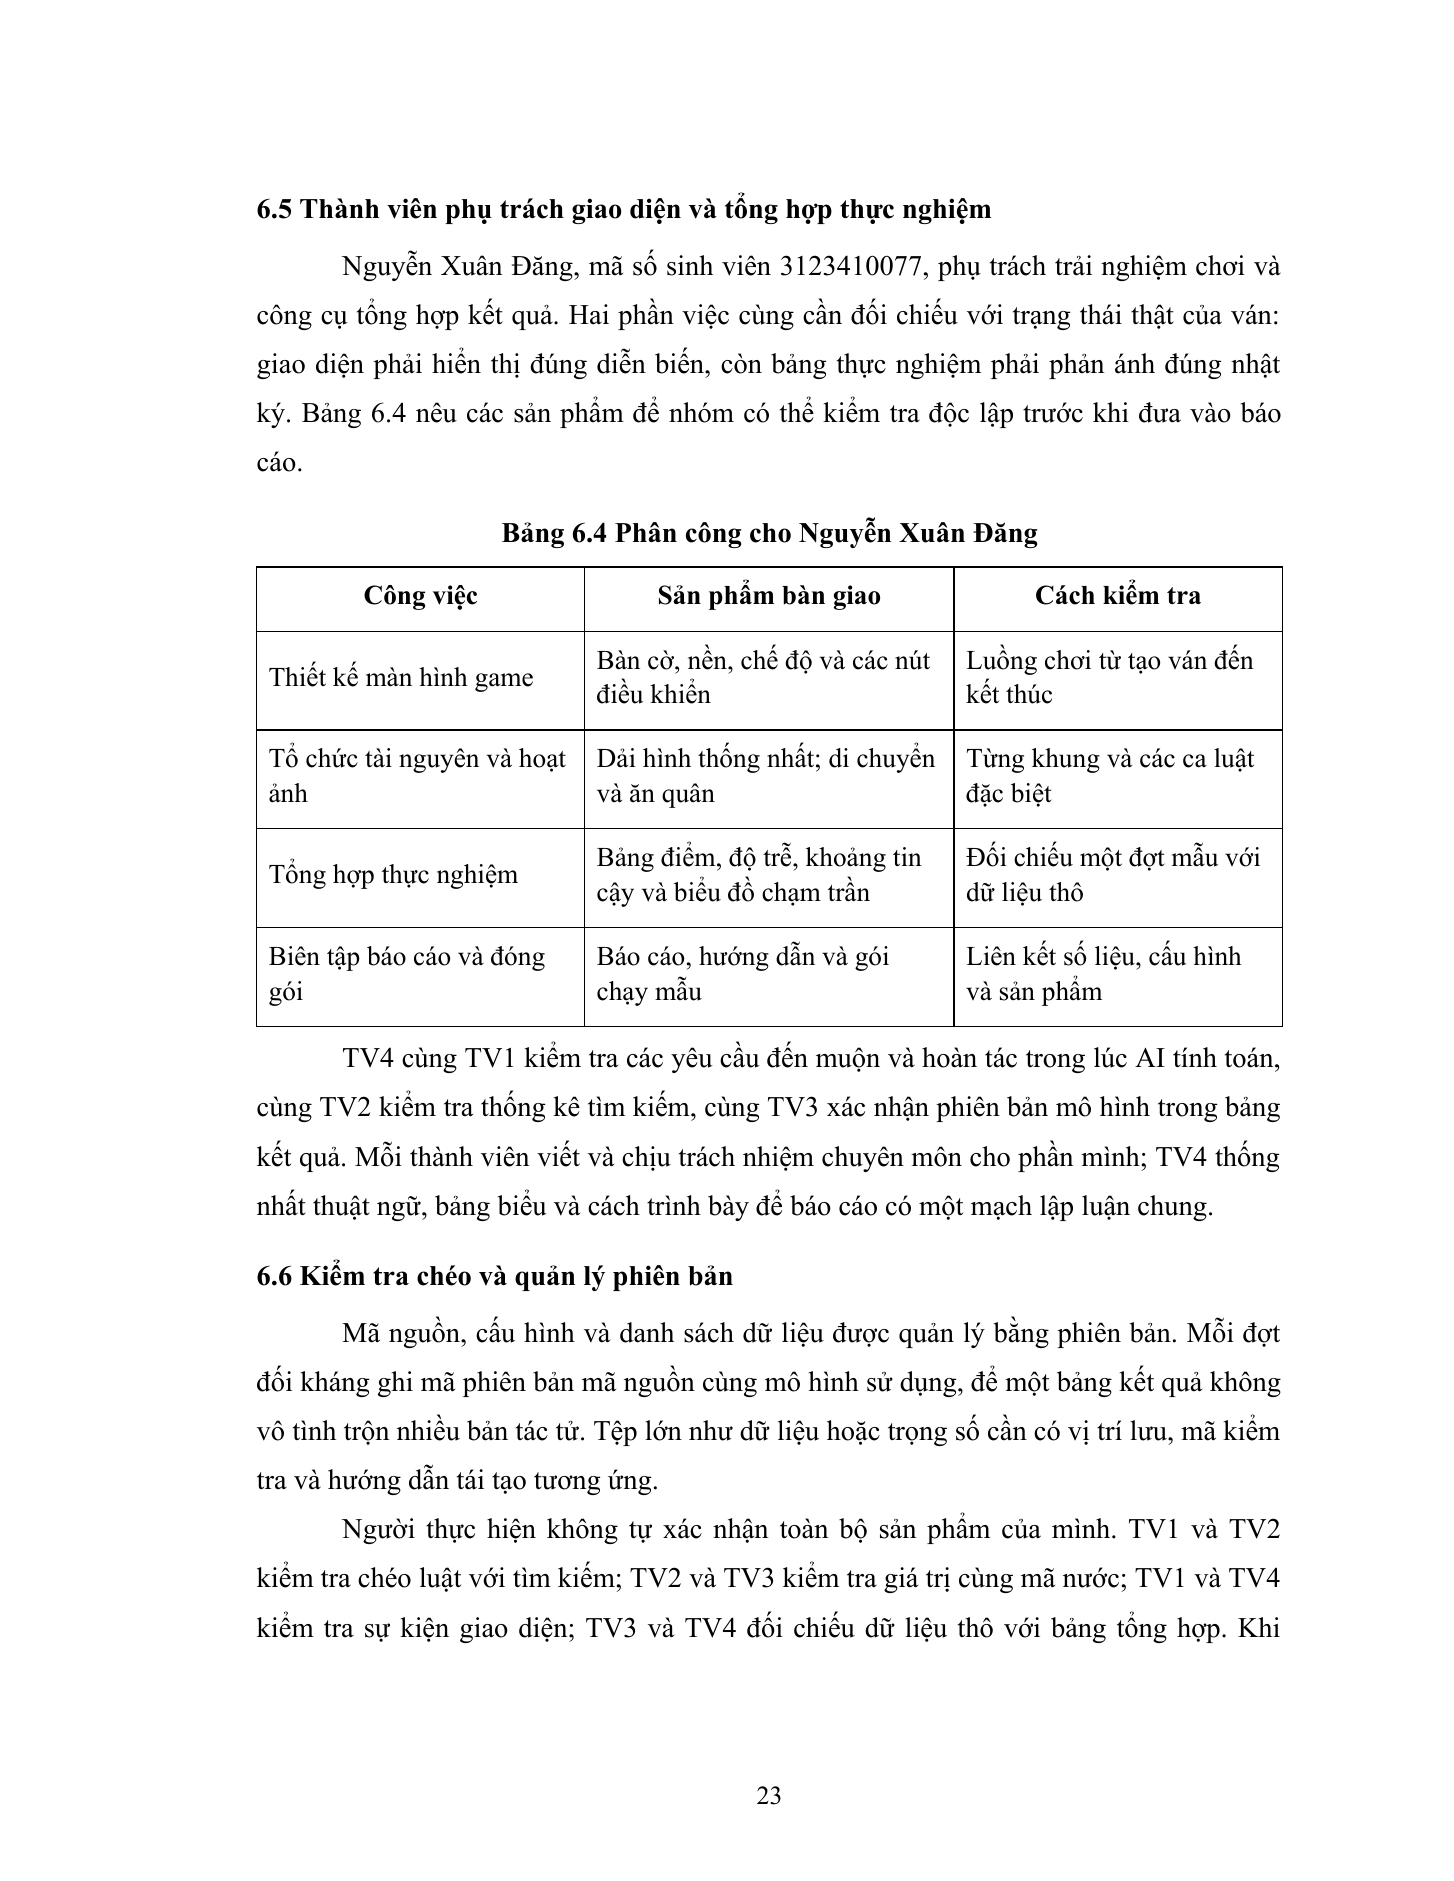 6.5 Thành viên phụ trách giao diện và tổng hợp thực nghiệm
Nguyễn Xuân Đăng, mã số sinh viên 3123410077, phụ trách trải nghiệm chơi và
công cụ tổng hợp kết quả. Hai phần việc cùng cần đối chiếu với trạng thái thật của ván:
giao diện phải hiển thị đúng diễn biến, còn bảng thực nghiệm phải phản ánh đúng nhật
ký. Bảng 6.4 nêu các sản phẩm để nhóm có thể kiểm tra độc lập trước khi đưa vào báo
cáo.
Bảng 6.4 Phân công cho Nguyễn Xuân Đăng
Công việc
Sản phẩm bàn giao
Cách kiểm tra
Thiết kế màn hình game
Bàn cờ, nền, chế độ và các nút
điều khiển
Luồng chơi từ tạo ván đến
kết thúc
Tổ chức tài nguyên và hoạt
ảnh
Dải hình thống nhất; di chuyển
và ăn quân
Từng khung và các ca luật
đặc biệt
Tổng hợp thực nghiệm
Bảng điểm, độ trễ, khoảng tin
cậy và biểu đồ chạm trần
Đối chiếu một đợt mẫu với
dữ liệu thô
Biên tập báo cáo và đóng
gói
Báo cáo, hướng dẫn và gói
chạy mẫu
Liên kết số liệu, cấu hình
và sản phẩm
TV4 cùng TV1 kiểm tra các yêu cầu đến muộn và hoàn tác trong lúc AI tính toán,
cùng TV2 kiểm tra thống kê tìm kiếm, cùng TV3 xác nhận phiên bản mô hình trong bảng
kết quả. Mỗi thành viên viết và chịu trách nhiệm chuyên môn cho phần mình; TV4 thống
nhất thuật ngữ, bảng biểu và cách trình bày để báo cáo có một mạch lập luận chung.
6.6 Kiểm tra chéo và quản lý phiên bản
Mã nguồn, cấu hình và danh sách dữ liệu được quản lý bằng phiên bản. Mỗi đợt
đối kháng ghi mã phiên bản mã nguồn cùng mô hình sử dụng, để một bảng kết quả không
vô tình trộn nhiều bản tác tử. Tệp lớn như dữ liệu hoặc trọng số cần có vị trí lưu, mã kiểm
tra và hướng dẫn tái tạo tương ứng.
Người thực hiện không tự xác nhận toàn bộ sản phẩm của mình. TV1 và TV2
kiểm tra chéo luật với tìm kiếm; TV2 và TV3 kiểm tra giá trị cùng mã nước; TV1 và TV4
kiểm tra sự kiện giao diện; TV3 và TV4 đối chiếu dữ liệu thô với bảng tổng hợp. Khi
23